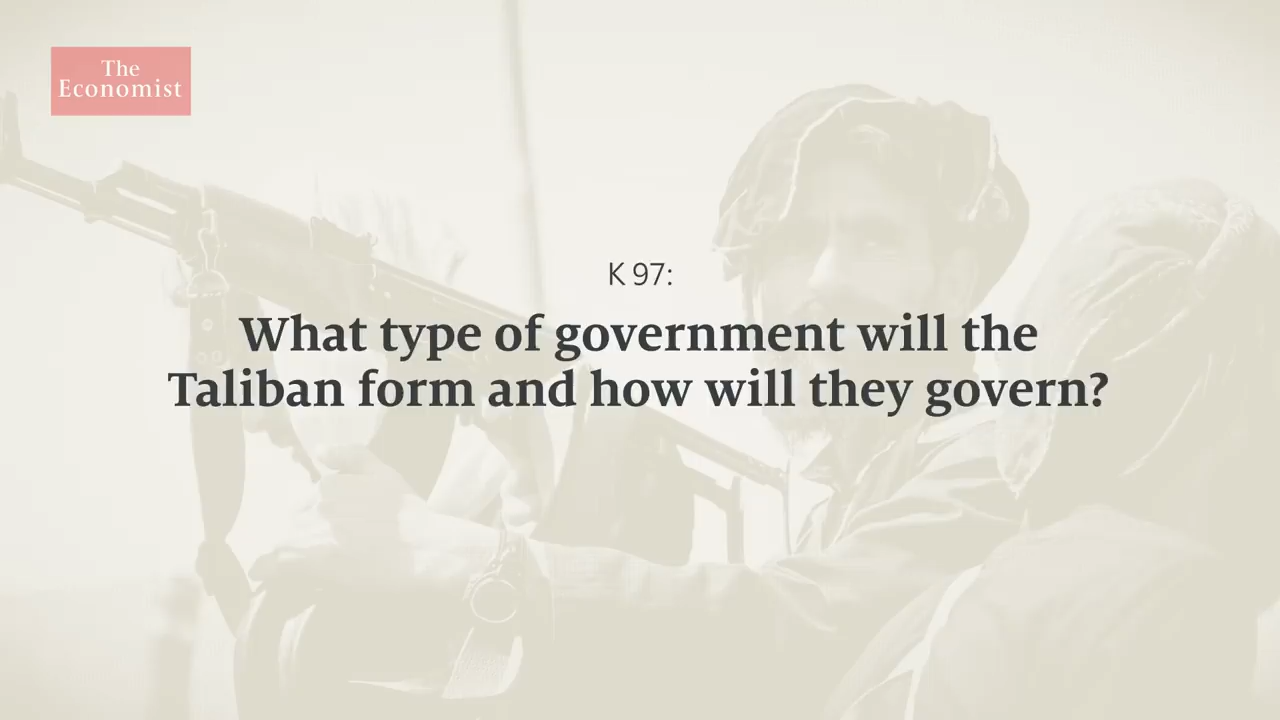 The
Economist
K 97:
What type of government will the
Taliban form and how will they govern?